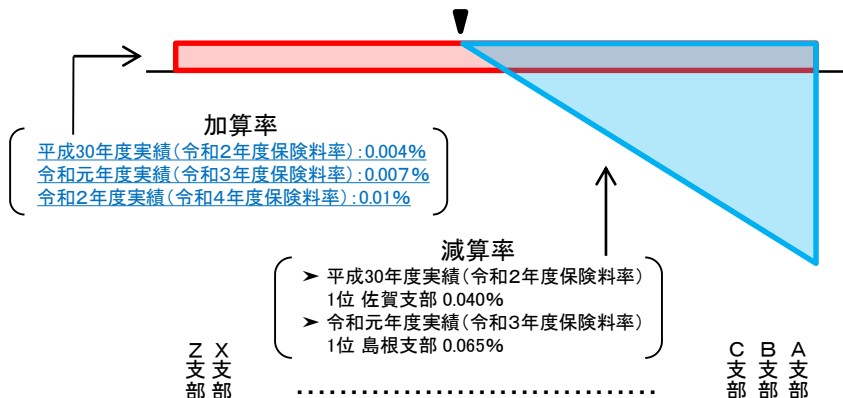 加算率
平成30年度実績(令和2年度保険料率):0.004%
令和元年度実績(令和3年度保険料率):0.007%
令和2年度実績(令和4年度保険料率):0.01%
減算率
➢ 平成30年度実績(令和2年度保険料率)
1位 佐賀支部 0.040%
➢ 令和元年度実績(令和3年度保険料率)
1位 島根支部 0.065%
Z支部
X支部
C支部
B支部
A支部